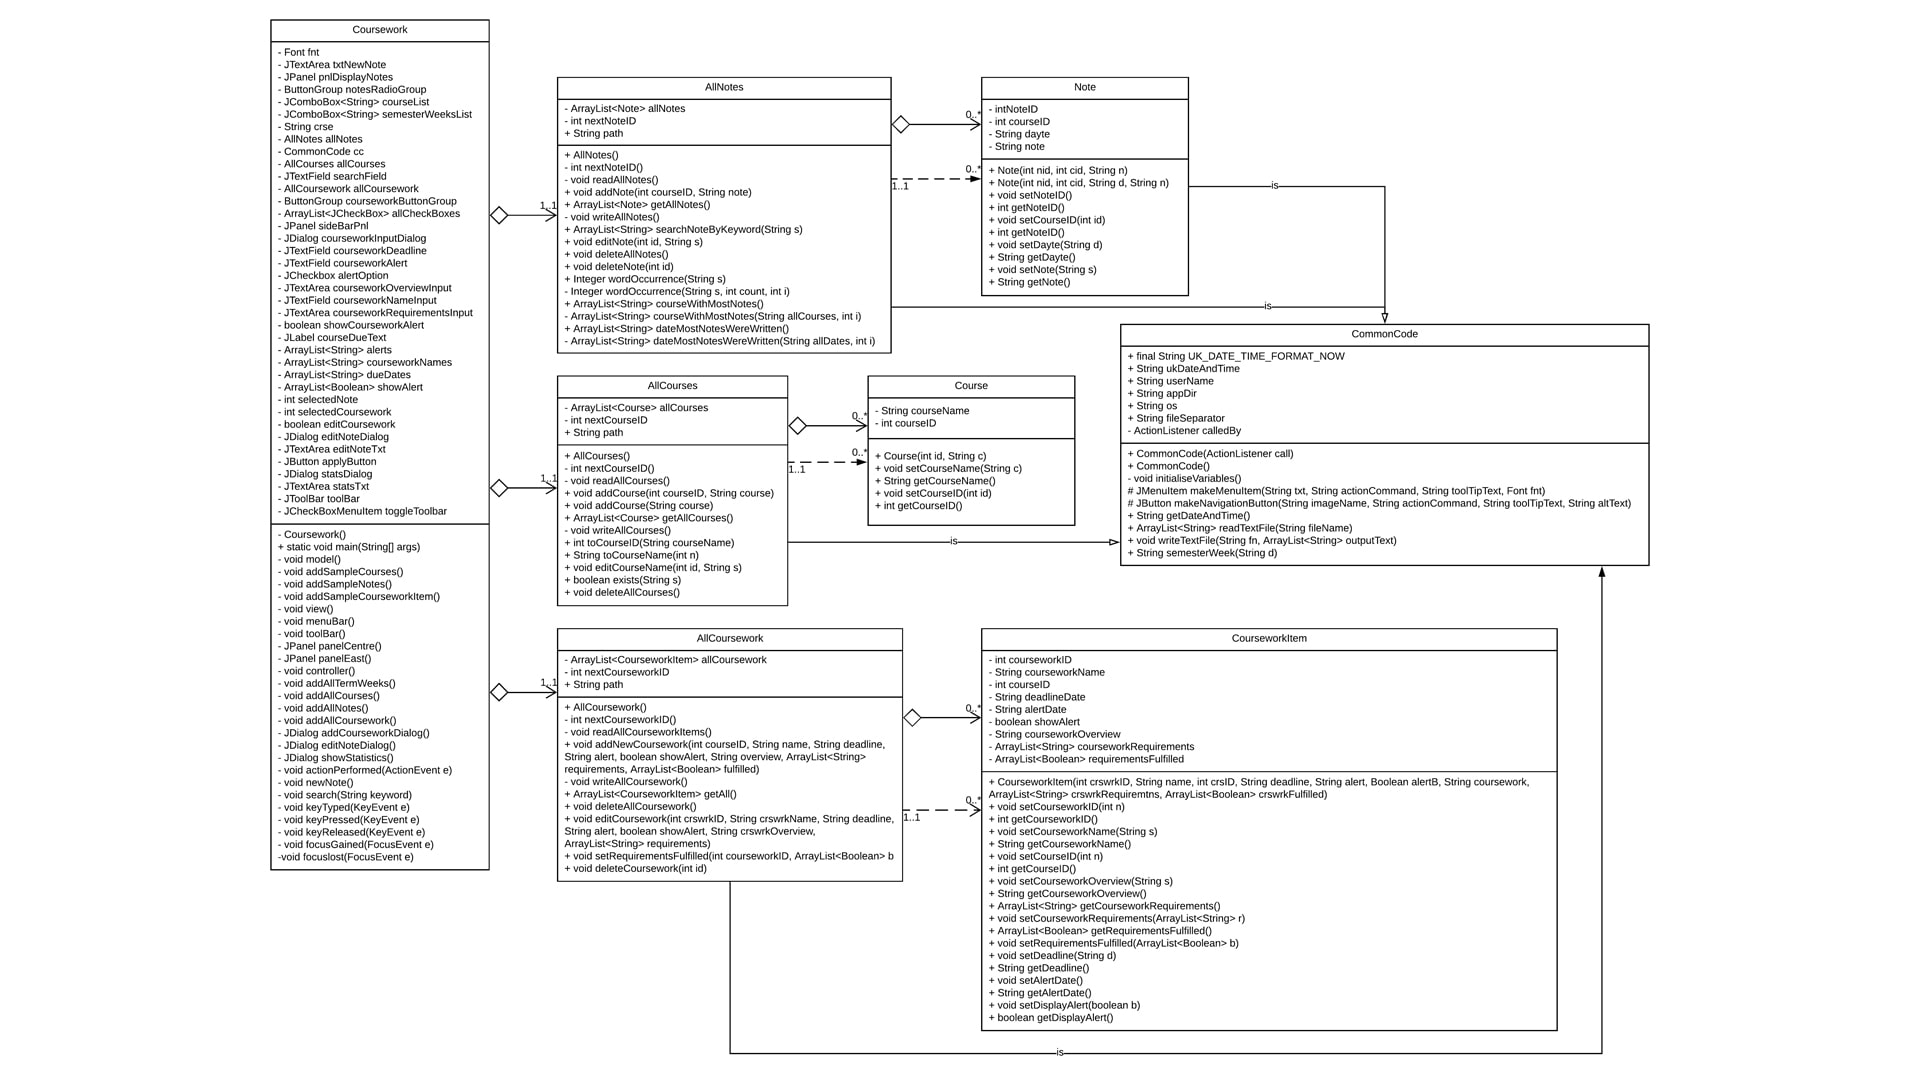 Coursework
- Font fnt
- JTextArea txtNewNote
- JPanel pnlDisplayNotes
- ButtonGroup notesRadioGroup
- JComboBox<String> courseList
- JComboBox<String> semesterWeeksList
- String crse
- AllNotes allNotes
- CommonCode cc
- AllCourses allCourses
- JTextField searchField
- AllCoursework allCoursework
- ButtonGroup courseworkButtonGroup
- ArrayList<JCheckBox> allCheckBoxes
- JPanel sideBarPnl
- JDialog courseworkInputDialog
- JTextField courseworkDeadline
- JTextField courseworkAlert
- JCheckbox alertOption
- JTextArea courseworkOverviewInput
- JTextField courseworkNameInput
- JTextArea courseworkRequirementsInput
- boolean showCourseworkAlert
- JLabel courseDueText
- ArrayList<String> alerts
- ArrayList<String> courseworkNames
- ArrayList<String> dueDates
- ArrayList<Boolean> showAlert
- int selectedNote
- int selectedCoursework
- boolean editCoursework
- JDialog editNoteDialog
- JTextArea editNoteTxt
- JButton applyButton
- JDialog statsDialog
- JTextArea statsTxt
- JToolBar toolBar
- JCheckBoxMenuItem toggleToolbar
- Coursework()
+ static void main(String[] args)
- void model()
- void addSampleCourses()
- void addSampleNotes()
- void addSampleCourseworkItem()
- void view()
- void menuBar()
- void toolBar()
- JPanel panelCentre()
- JPanel panelEast()
- void controller()
- void addAllTermWeeks()
- void addAllCourses()
- void addAllNotes()
- void addAllCoursework()
- JDialog addCourseworkDialog()
- JDialog editNoteDialog()
- JDialog showStatistics()
- void actionPerformed(ActionEvent e)
- void newNote()
- void search(String keyword)
- void keyTyped(KeyEvent e)
- void keyPressed(KeyEvent e)
- void keyReleased(KeyEvent e)
- void focusGained(FocusEvent e)
-void focuslost(FocusEvent e)
1..1
1..1
1..1
AllNotes
- ArrayList<Note> allNotes
- int nextNoteID
+ String path
+ AllNotes()
- int nextNoteID()
- void readAllNotes()
+ void addNote(int courseID, String note)
+ ArrayList<Note> getAllNotes()
- void writeAllNotes()
+ ArrayList<String> searchNoteByKeyword(String s)
+ void editNote(int id, String s)
+ void deleteAllNotes()
+ void deleteNote(int id)
+ Integer wordOccurrence(String s)
- Integer wordOccurrence(String s, int count, int i)
+ ArrayList<String> courseWithMostNotes()
- ArrayList<String> courseWithMostNotes(String allCourses, int i)
+ ArrayList<String> dateMostNotesWereWritten()
- ArrayList<String> dateMostNotesWereWritten(String allDates, int i)
0..*
0..*
1..1
Note
- intNoteID
- int courseID
- String dayte
- String note
+ Note(int nid, int cid, String n)
+ Note(int nid, int cid, String d, String n)
+ void setNoteID()
+ int getNoteID()
+ void setCourseID(int id)
+ int getNoteID()
+ void setDayte(String d)
+ String getDayte()
+ void setNote(String s)
+ String getNote()
is
is
AllCourses
- ArrayList<Course> allCourses
- int nextCourseID
+ String path
+ AllCourses()
- int nextCourseID()
- void readAllCourses()
+ void addCourse(int courseID, String course)
+ void addCourse(String course)
+ ArrayList<Course> getAllCourses()
- void writeAllCourses()
+ int toCourseID(String courseName)
+ String toCourseName(int n)
+ void editCourseName(int id, String s)
+ boolean exists(String s)
+ void deleteAllCourses()
0..*
0..*
1..1
Course
- String courseName
- int courseID
+ Course(int id, String c)
+ void setCourseName(String c)
+ String getCourseName()
+ void setCourseID(int id)
+ int getCourseID()
is
CommonCode
+ final String UK_DATE_TIME_FORMAT_NOW
+ String ukDateAndTime
+ String userName
+ String appDir
+ String os
+ String fileSeparator
- ActionListener calledBy
+ CommonCode(ActionListener call)
+ CommonCode()
- void initialiseVariables()
# JMenuItem makeMenuItem(String txt, String actionCommand, String toolTipText, Font fnt)
# JButton makeNavigationButton(String imageName, String actionCommand, String toolTipText, String altText)
+ String getDateAndTime()
+ ArrayList<String> readTextFile(String fileName)
+ void writeTextFile(String fn, ArrayList<String> outputText)
+ String semesterWeek(String d)
AllCoursework
- ArrayList<CourseworkItem> allCoursework
- int nextCourseworkID
+ String path
+ AllCoursework()
- int nextCourseworkID()
- void readAllCourseworkItems()
+ void addNewCoursework(int courseID, String name, String deadline,
String alert, boolean showAlert, String overview, ArrayList<String>
requirements, ArrayList<Boolean> fulfilled)
- void writeAllCoursework()
+ ArrayList<CourseworkItem> getAll()
+ void deleteAllCoursework()
+ void editCoursework(int crswrkID, String crswrkName, String deadline,
String alert, boolean showAlert, String crswrkOverview,
ArrayList<String> requirements)
+ void setRequirementsFulfilled(int courseworkID, ArrayList<Boolean> b
+ void deleteCoursework(int id)
0..*
0..*
1..1
CourseworkItem
- int courseworkID
- String courseworkName
- int courseID
- String deadlineDate
- String alertDate
- boolean showAlert
- String courseworkOverview
- ArrayList<String> courseworkRequirements
- ArrayList<Boolean> requirementsFulfilled
+ CourseworkItem(int crswrkID, String name, int crsID, String deadline, String alert, Boolean alertB, String coursework,
ArrayList<String> crswrkRequiremtns, ArrayList<Boolean> crswrkFulfilled)
+ void setCourseworkID(int n)
+ int getCourseworkID()
+ void setCourseworkName(String s)
+ String getCourseworkName()
+ void setCourseID(int n)
+ int getCourseID()
+ void setCourseworkOverview(String s)
+ String getCourseworkOverview()
+ ArrayList<String> getCourseworkRequirements()
+ void setCourseworkRequirements(ArrayList<String> r)
+ ArrayList<Boolean> getRequirementsFulfilled()
+ void setRequirementsFulfilled(ArrayList<Boolean> b)
+ void setDeadline(String d)
+ String getDeadline()
+ void setAlertDate()
+ String getAlertDate()
+ void setDisplayAlert(boolean b)
+ boolean getDisplayAlert()
is